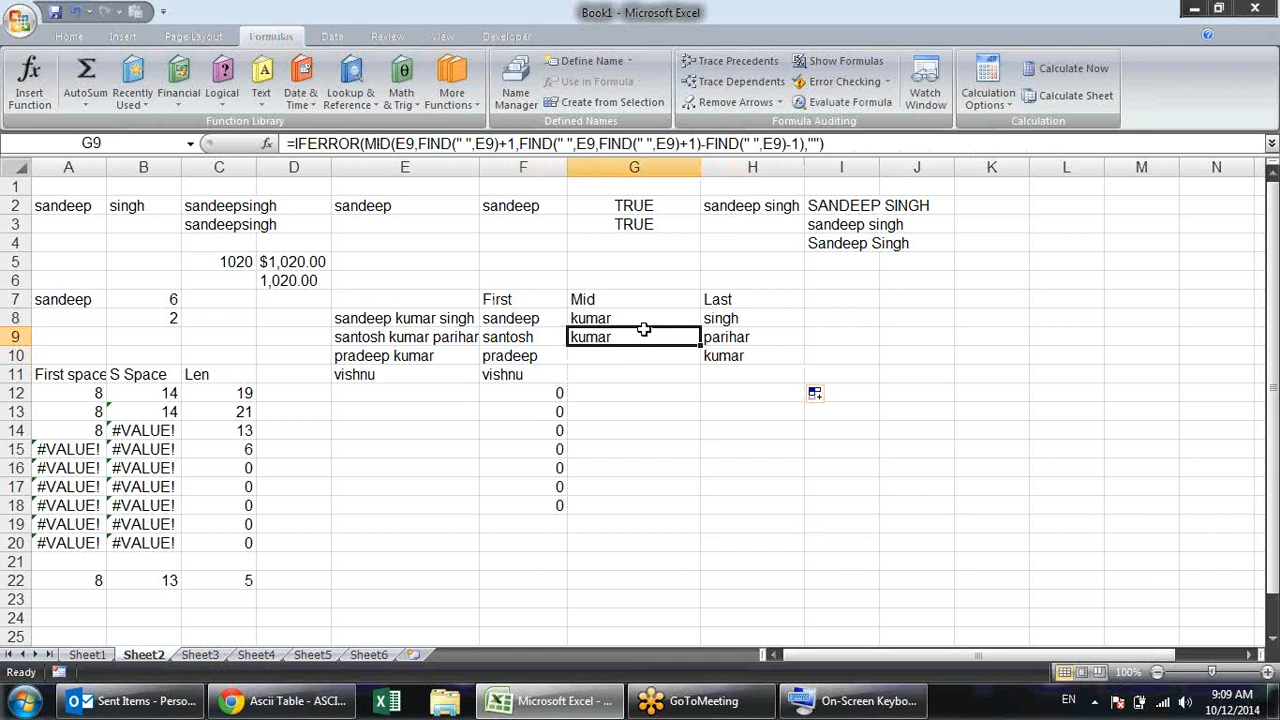 Book1 - Microsoft Excel
Home Insert Page Layout Formulas Data Review View Developer
Insert Function
AutoSum
Recently Used
Financial
Logical
Text
Date & Time
Lookup & Reference
Math & Trig
More Functions
Function Library
Name Manager
Define Name
Use in Formula
Create from Selection
Defined Names
Trace Precedents
Trace Dependents
Remove Arrows
Show Formulas
Error Checking
Evaluate Formula
Formula Auditing
Watch Window
Calculation Options
Calculate Now
Calculate Sheet
Calculation
G9 fx =IFERROR(MID(E9,FIND(" ",E9)+1,FIND(" ",E9,FIND(" ",E9)+1)-FIND(" ",E9)-1),"")
A B C D E F G H I J K L M N
1
2 sandeep singh sandeepsingh sandeep sandeep TRUE sandeep singh SANDEEP SINGH
3 sandeepsingh TRUE sandeep singh
4 Sandeep Singh
5 1020 $1,020.00
6 1,020.00
7 sandeep 6 First Mid Last
8 2 sandeep kumar singh sandeep kumar singh
9 santosh kumar parihar santosh kumar parihar
10 pradeep kumar pradeep kumar
11 First space S Space Len vishnu vishnu
12 8 14 19 0
13 8 14 21 0
14 8 #VALUE! 13 0
15 #VALUE! #VALUE! 6 0
16 #VALUE! #VALUE! 0 0
17 #VALUE! #VALUE! 0 0
18 #VALUE! #VALUE! 0 0
19 #VALUE! #VALUE! 0
20 #VALUE! #VALUE! 0
21
22 8 13 5
23
24
25
Sheet1 Sheet2 Sheet3 Sheet4 Sheet5 Sheet6
Ready 100%
Sent Items - Perso...
Ascii Table - ASCI...
Microsoft Excel - ...
GoToMeeting
On-Screen Keybo...
EN
9:09 AM
10/12/2014